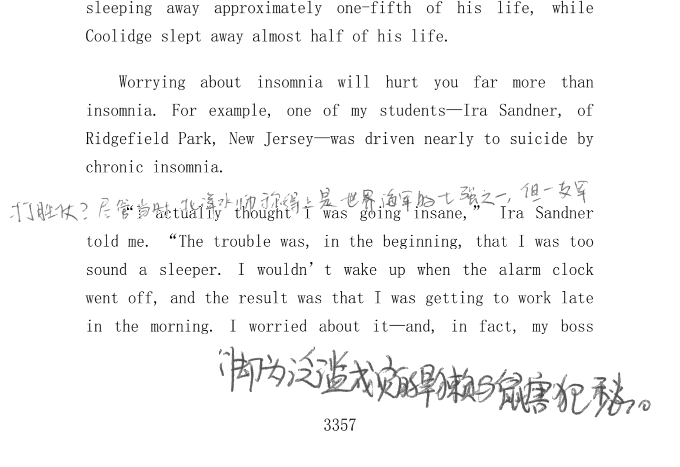 sleeping away approximately one-fifth of his life, while
Coolidge slept away almost half of his life.
Worrying about insomnia will hurt you far more than
insomnia. For example, one of my students—Ira Sandner, of
Ridgefield Park, New Jersey—was driven nearly to suicide by
chronic insomnia.
打胜仗?尽管当时北洋水师称得上是世界海军的七强之一,但一支军
“I actually thought I was going insane,” Ira Sandner
told me. “The trouble was, in the beginning, that I was too
sound a sleeper. I wouldn’t wake up when the alarm clock
went off, and the result was that I was getting to work late
in the morning. I worried about it—and, in fact, my boss
为泛滥成
害犯
3357